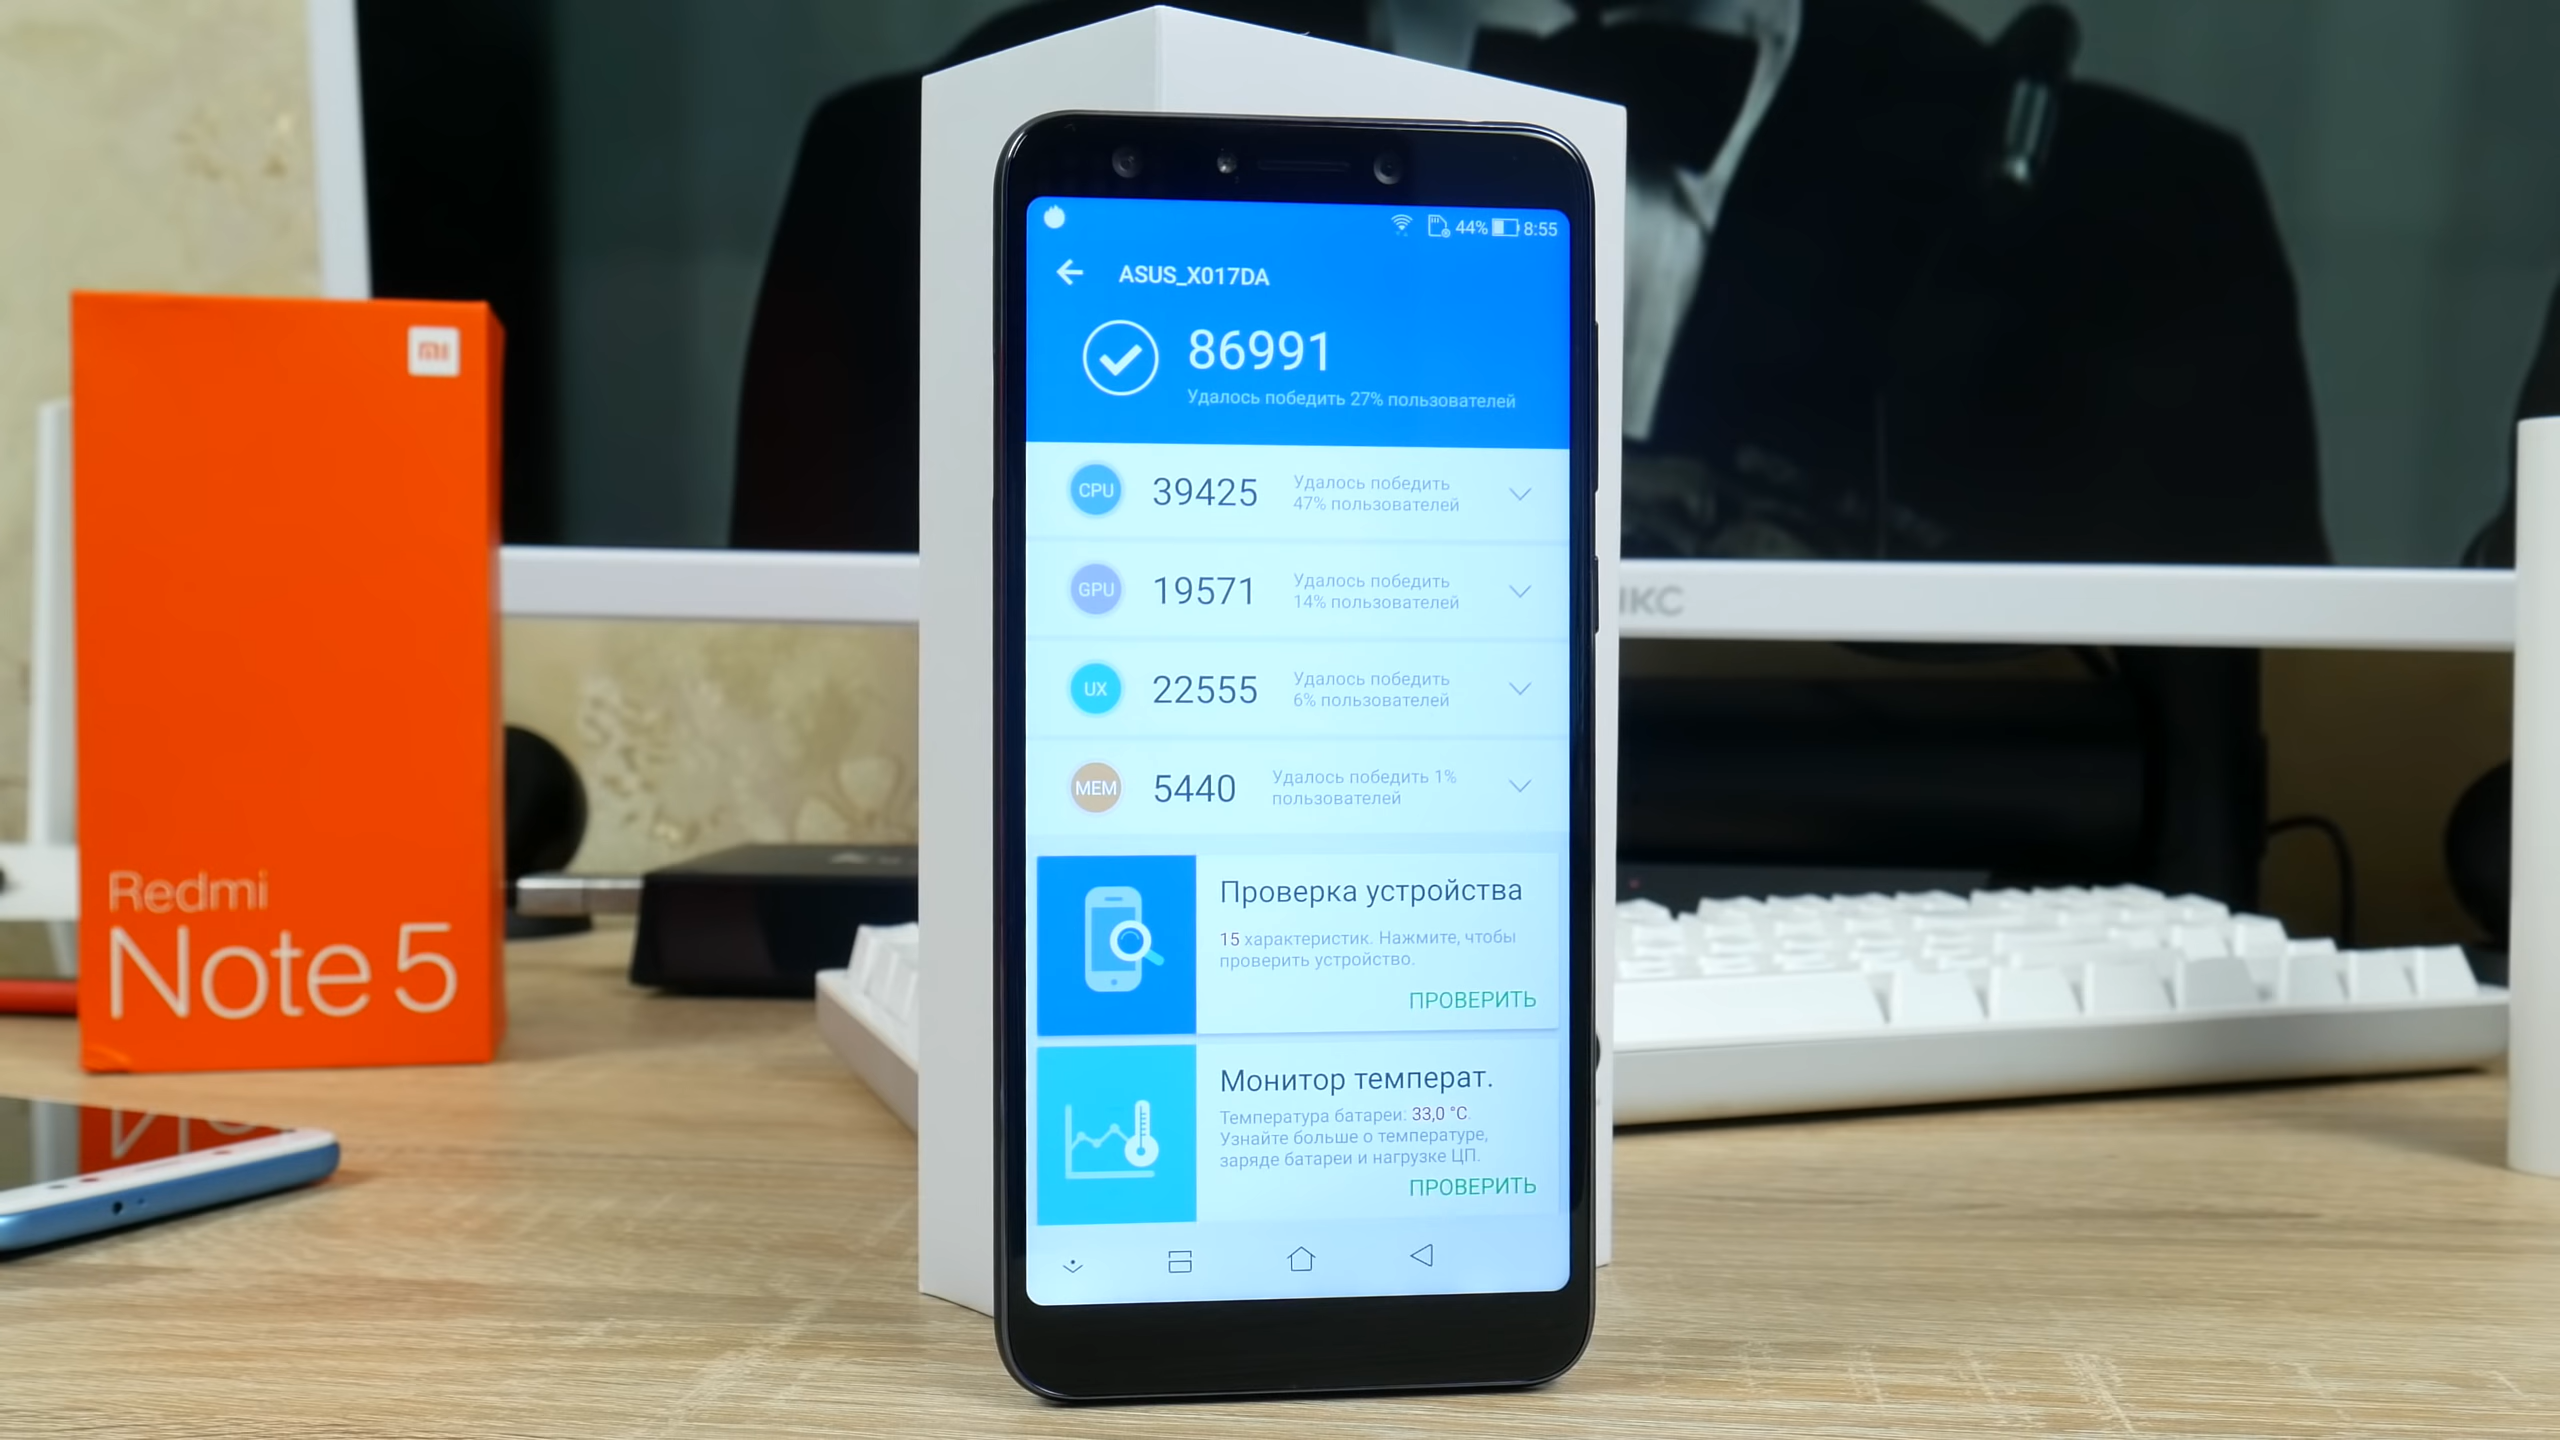 44% 8:55
ASUS_X017DA
86991
Удалось победить 27% пользователей
CPU 39425 Удалось победить
47% пользователей
GPU 19571 Удалось победить
14% пользователей
UX 22555 Удалось победить
6% пользователей
MEM 5440 Удалось победить 1%
пользователей
Проверка устройства
15 характеристик. Нажмите, чтобы
проверить устройство.
ПРОВЕРИТЬ
Монитор температ.
Температура батареи: 33,0 °C
Узнайте больше о температуре,
заряде батареи и нагрузке ЦП.
ПРОВЕРИТЬ
mi
Redmi
Note 5